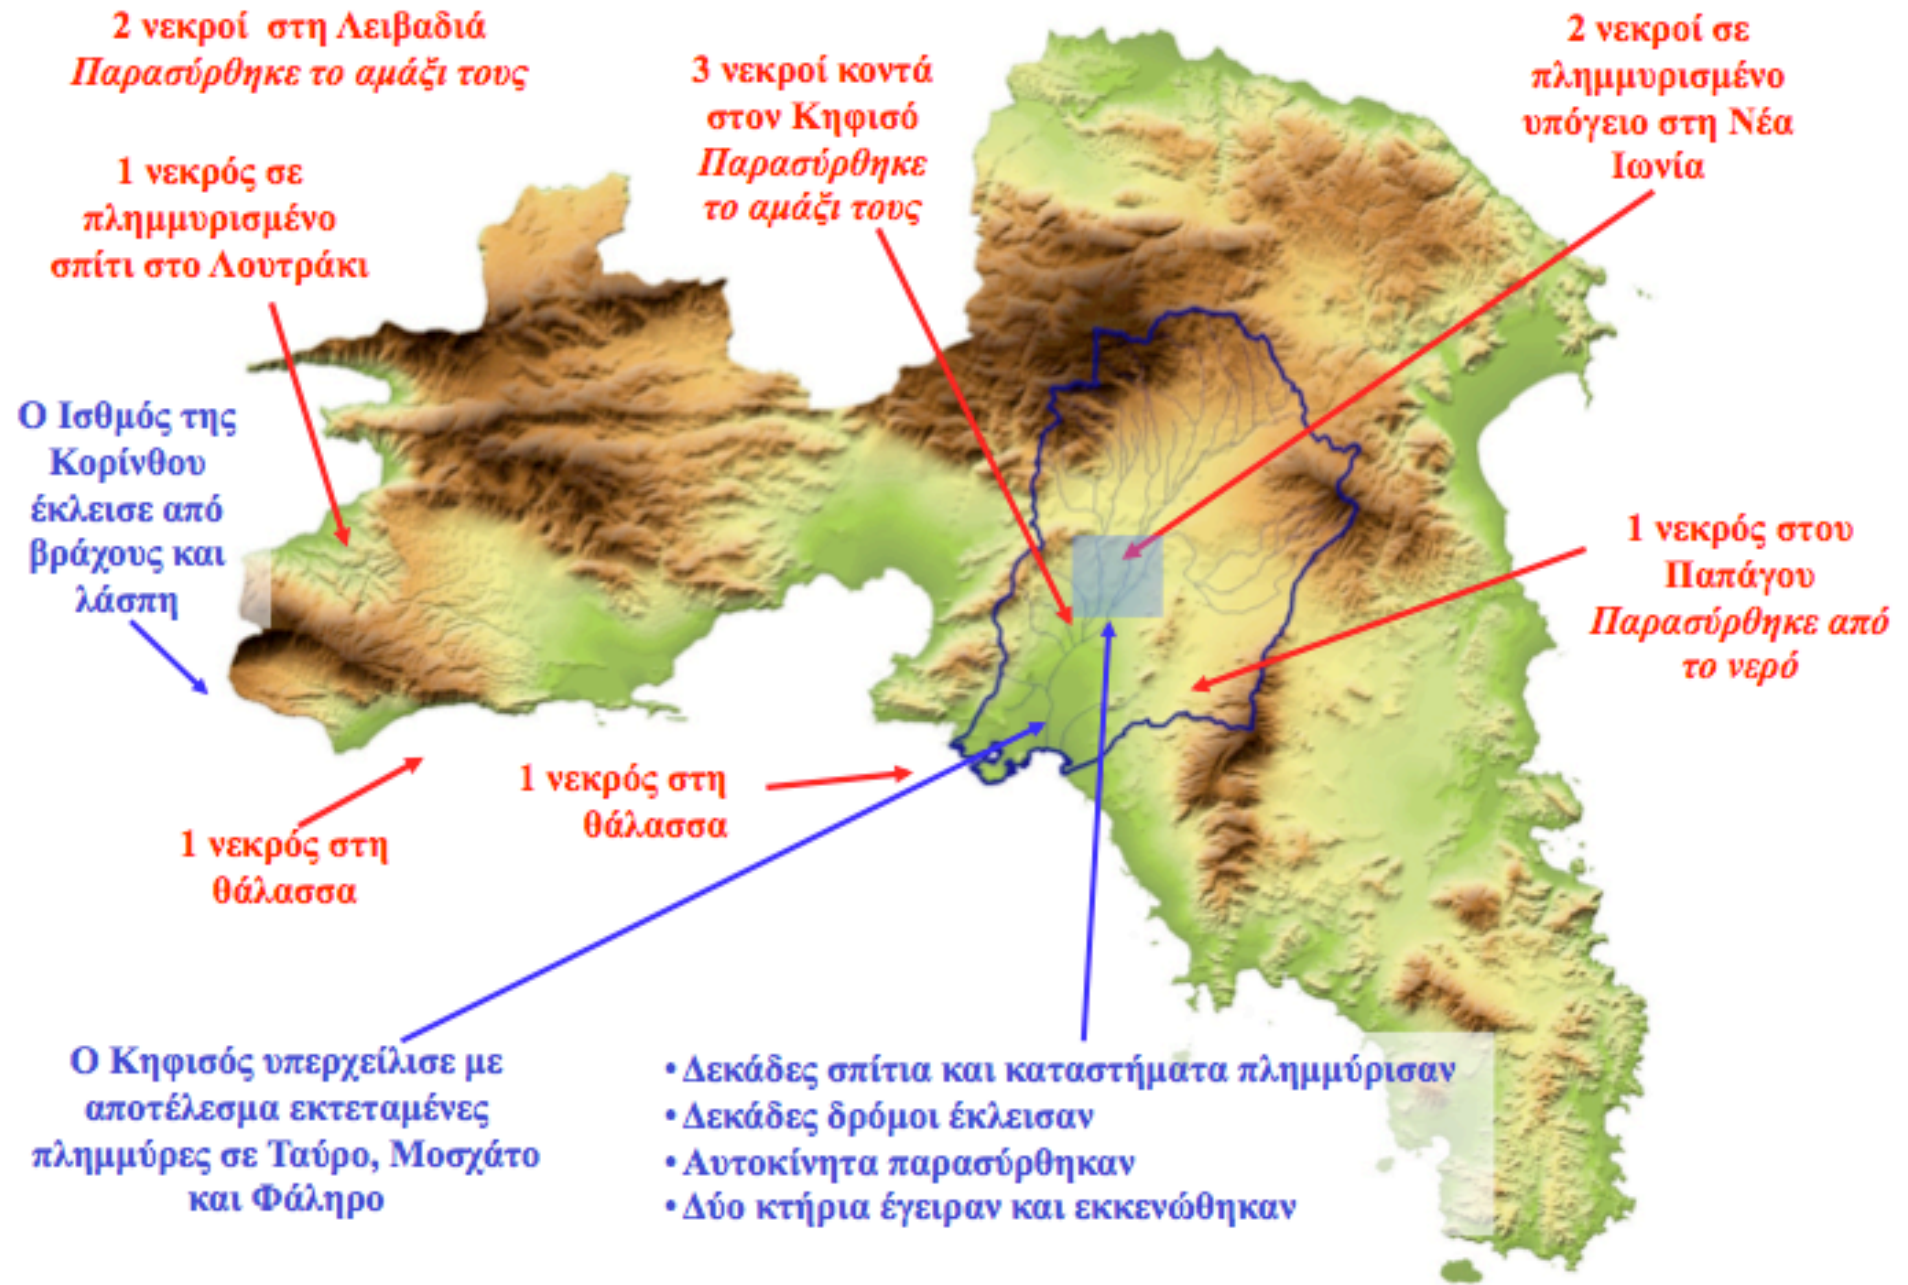 2 νεκροί στη Λειβαδιά
Παρασύρθηκε το αμάξι τους
3 νεκροί κοντά
στον Κηφισό
Παρασύρθηκε
το αμάξι τους
2 νεκροί σε
πλημμυρισμένο
υπόγειο στη Νέα
Ιωνία
1 νεκρός σε
πλημμυρισμένο
σπίτι στο Λουτράκι
Ο Ισθμός της
Κορίνθου
έκλεισε από
βράχους και
λάσπη
1 νεκρός στου
Παπάγου
Παρασύρθηκε από
το νερό
1 νεκρός στη
θάλασσα
1 νεκρός στη
θάλασσα
Ο Κηφισός υπερχείλισε με
αποτέλεσμα εκτεταμένες
πλημμύρες σε Ταύρο, Μοσχάτο
και Φάληρο
• Δεκάδες σπίτια και καταστήματα πλημμύρισαν
• Δεκάδες δρόμοι έκλεισαν
• Αυτοκίνητα παρασύρθηκαν
• Δύο κτήρια έγειραν και εκκενώθηκαν